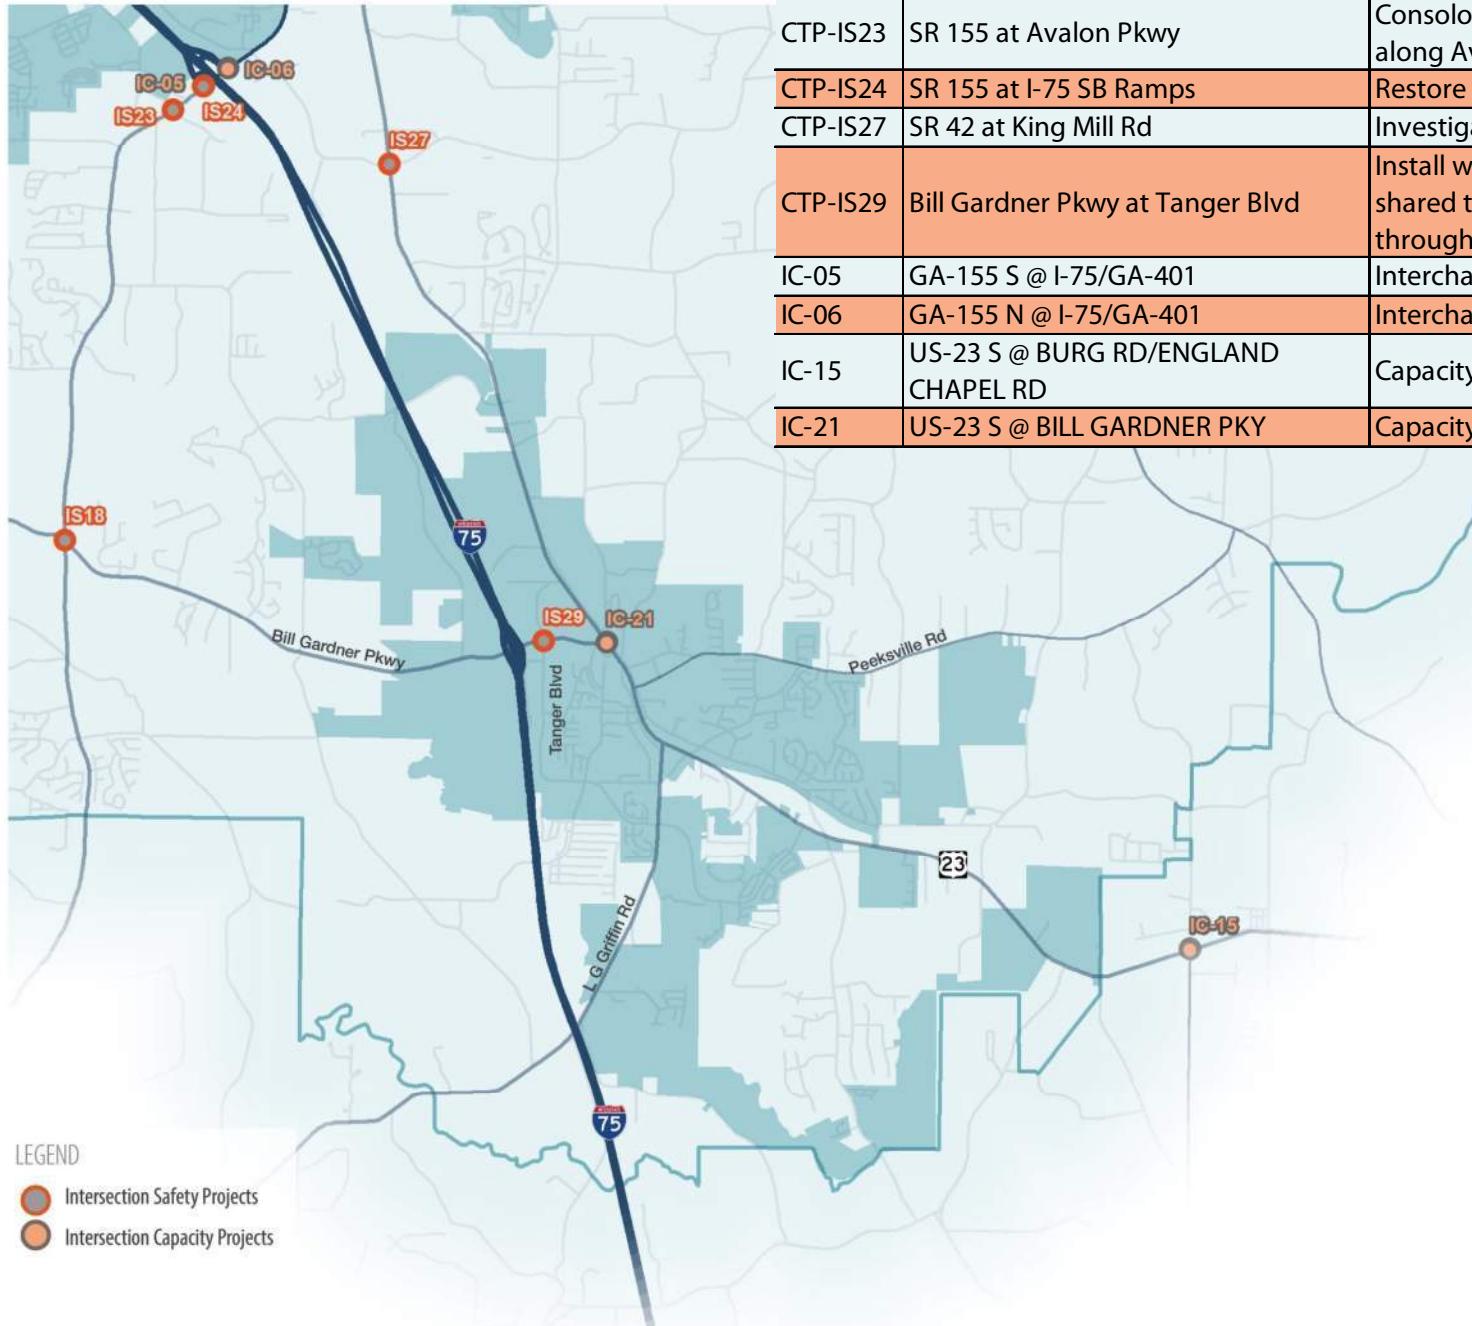 CTP-IS23 SR 155 at Avalon Pkwy Consolo
along Av
CTP-IS24 SR 155 at I-75 SB Ramps Restore
CTP-IS27 SR 42 at King Mill Rd Investiga
CTP-IS29 Bill Gardner Pkwy at Tanger Blvd Install w
shared t
through
IC-05 GA-155 S @ I-75/GA-401 Intercha
IC-06 GA-155 N @ I-75/GA-401 Intercha
IC-15 US-23 S @ BURG RD/ENGLAND
CHAPEL RD Capacity
IC-21 US-23 S @ BILL GARDNER PKY Capacity
IC-06
IC-05
IS23
IS24
IS27
IS18
75
IS29
IC-21
Bill Gardner Pkwy
Peeksville Rd
Tanger Blvd
23
L G Griffin Rd
IC-15
75
LEGEND
Intersection Safety Projects
Intersection Capacity Projects